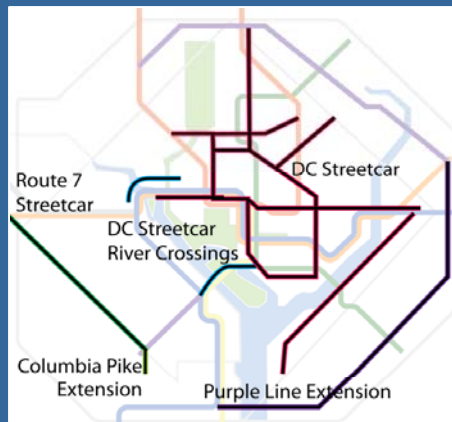 Route 7
Streetcar
DC Streetcar
DC Streetcar
River Crossings
Columbia Pike
Extension
Purple Line Extension